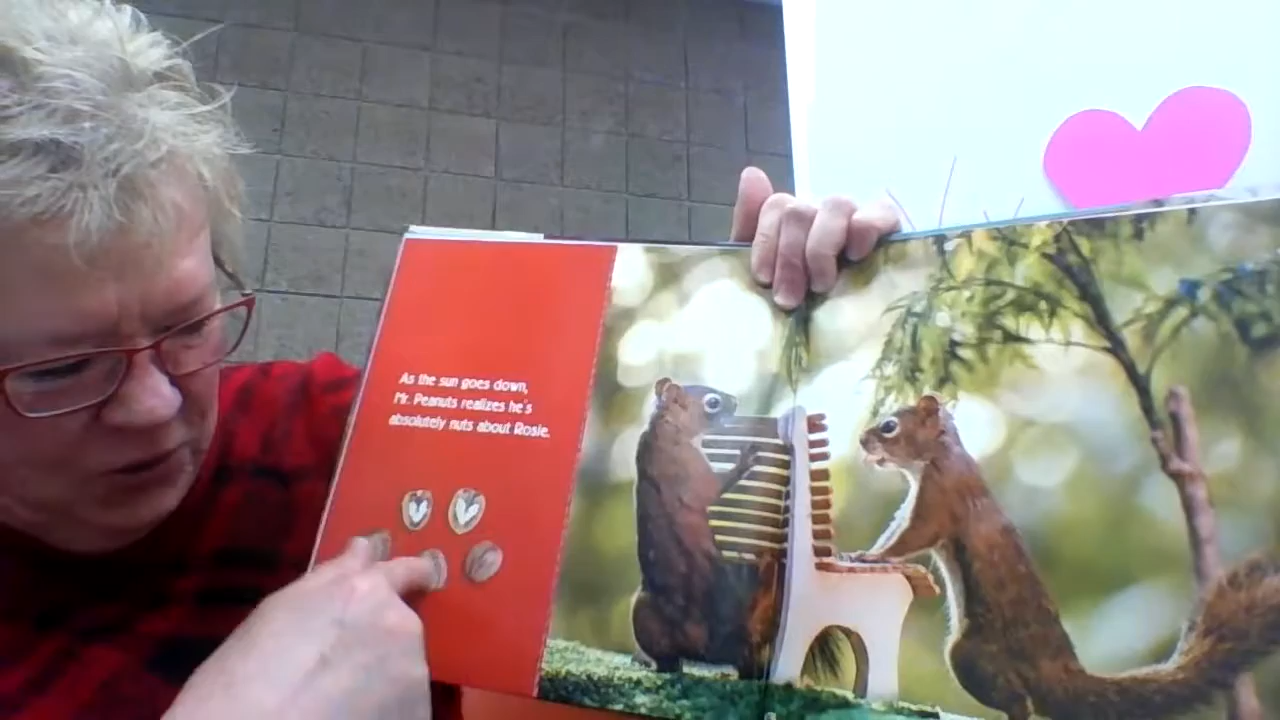 As the sun goes down,
Mr. Peanuts realizes he's
absolutely nuts about Rosie.